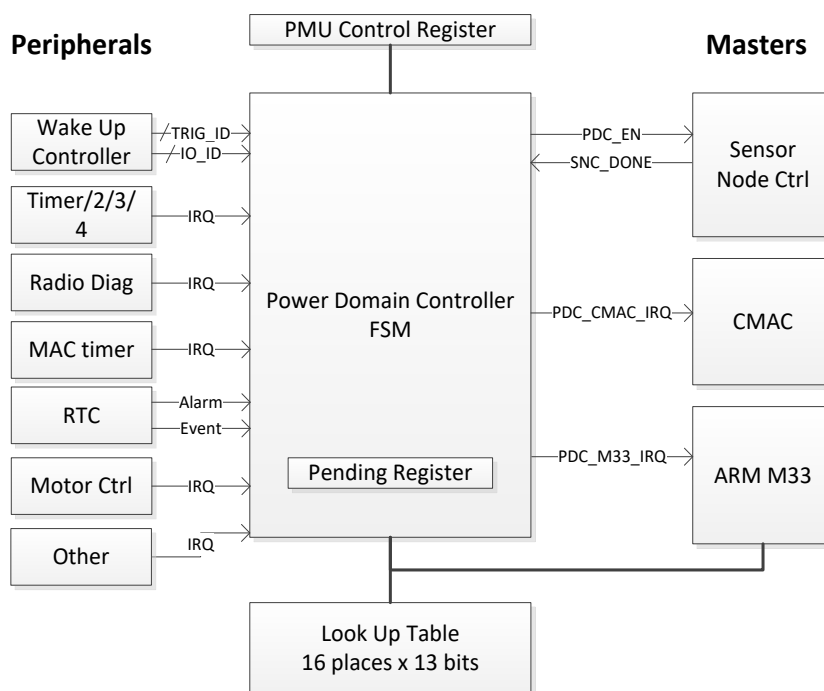 PMU Control Register
Peripherals
Masters
Wake Up
Controller
TRIG_ID
IO_ID
Timer/2/3/
4
IRQ
Radio Diag
IRQ
MAC timer
IRQ
RTC
Alarm
Event
Motor Ctrl
IRQ
Other
IRQ
Power Domain Controller
FSM
Pending Register
PDC_EN
SNC_DONE
Sensor
Node Ctrl
PDC_CMAC_IRQ
CMAC
PDC_M33_IRQ
ARM M33
Look Up Table
16 places x 13 bits